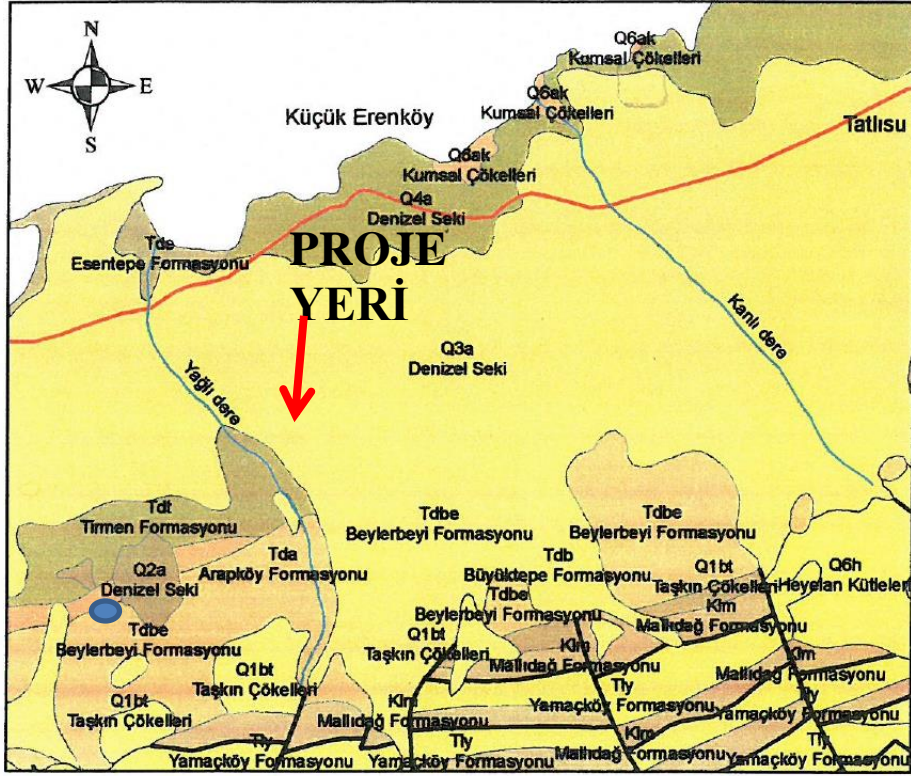 N
W E
S
Q6ak
Kumsal Çökelleri
Q6ak
Kumsal Çökelleri
Küçük Erenköy
Tatlısu
Q6ak
Kumsal Çökelleri
Q4a
Denizel Seki
PROJE
YERİ
Tde
Esentepe Formasyonu
Kanlı dere
Q3a
Denizel Seki
Yağlı dere
Tdt
Tirmen Formasyonu
Tdbe
Beylerbeyi Formasyonu
Tdbe
Beylerbeyi Formasyonu
Tda
Arapköy Formasyonu
Q2a
Denizel Seki
Tdb
Büyüktepe Formasyonu
Q1bt
Taşkın Çökelleri
Q6h
Heyelan Kütleleri
Tdbe
Beylerbeyi Formasyonu
Klm
Mallıdağ Formasyonu
Tdbe
Beylerbeyi Formasyonu
Q1bt
Taşkın Çökelleri
Klm
Mallıdağ Formasyonu
Klm
Mallıdağ Formasyonu
Q1bt
Taşkın Çökelleri
Tly
Yamaçköy Formasyonu
Tly
Yamaçköy Formasyonu
Q1bt
Taşkın Çökelleri
Klm
Mallıdağ Formasyonu
Klm
Mallıdağ Formasyonu
Tly
Yamaçköy Formasyonu
Tly
Yamaçköy Formasyonu
Tly
Yamaçköy Formasyonu